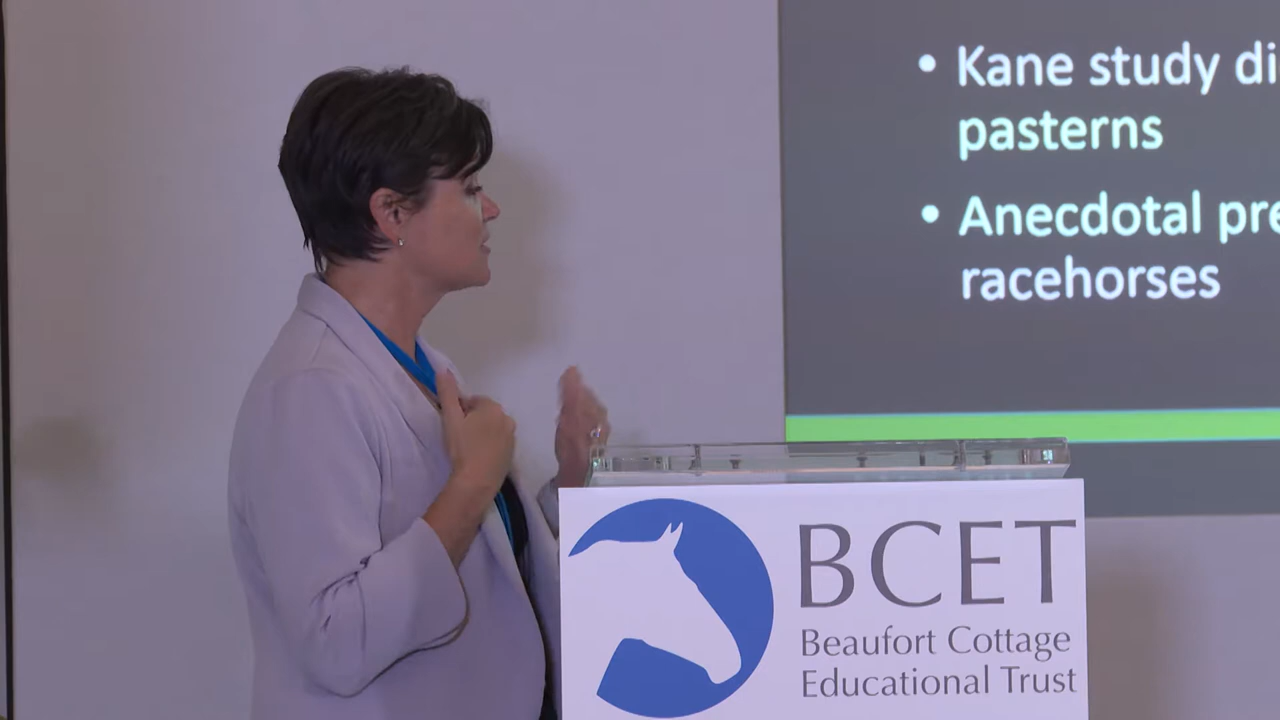 • Kane study di
pasterns
• Anecdotal pre
racehorses
BCET
Beaufort Cottage
Educational Trust